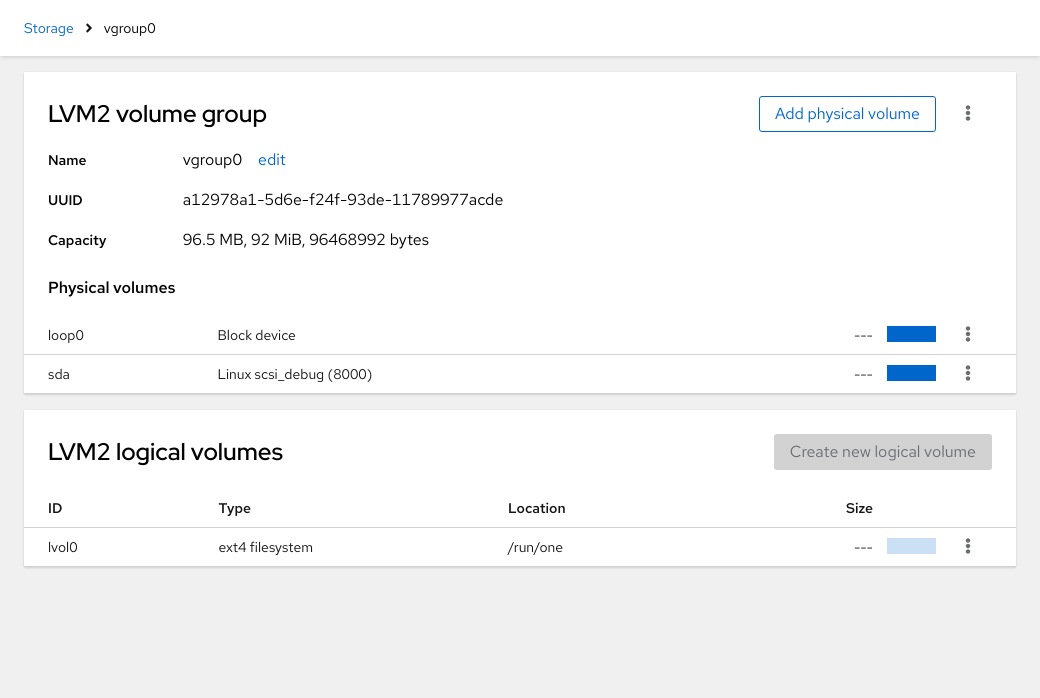 Storage > vgroup0
LVM2 volume group
Add physical volume
Name vgroup0 edit
UUID a12978a1-5d6e-f24f-93de-11789977acde
Capacity 96.5 MB, 92 MiB, 96468992 bytes
Physical volumes
loop0 Block device ---
sda Linux scsi_debug (8000) ---
LVM2 logical volumes
Create new logical volume
ID Type Location Size
lvol0 ext4 filesystem /run/one ---